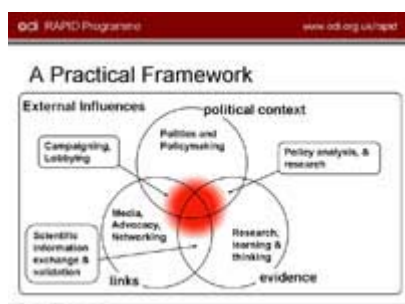 odi RAPID Programme
www.odi.org.uk/rapid
A Practical Framework
External Influences
political context
Politics and
Policymaking
Campaigning,
Lobbying
Policy analysis, &
research
Media,
Advocacy,
Networking
Research,
learning &
thinking
Scientific
information
exchange &
validation
links
evidence